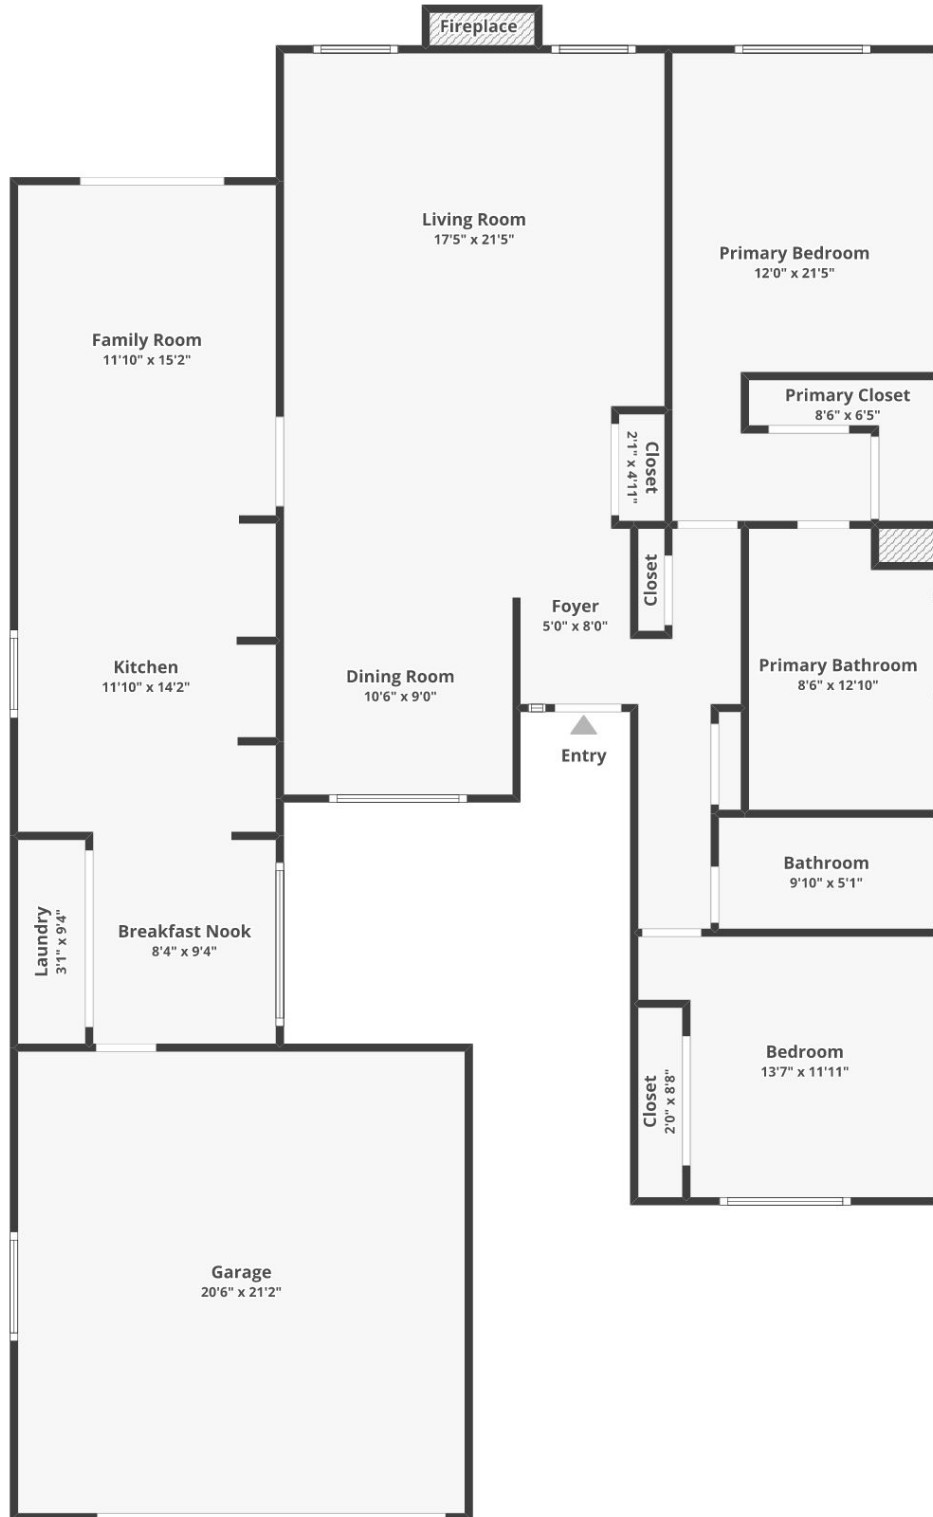 Fireplace
Living Room
17'5" x 21'5"
Primary Bedroom
12'0" x 21'5"
Family Room
11'10" x 15'2"
Primary Closet
8'6" x 6'5"
Closet
2'1" x 4'11"
Closet
Foyer
5'0" x 8'0"
Kitchen
11'10" x 14'2"
Dining Room
10'6" x 9'0"
Primary Bathroom
8'6" x 12'10"
Entry
Bathroom
9'10" x 5'1"
Laundry
3'1" x 9'4"
Breakfast Nook
8'4" x 9'4"
Bedroom
13'7" x 11'11"
Closet
2'0" x 8'8"
Garage
20'6" x 21'2"